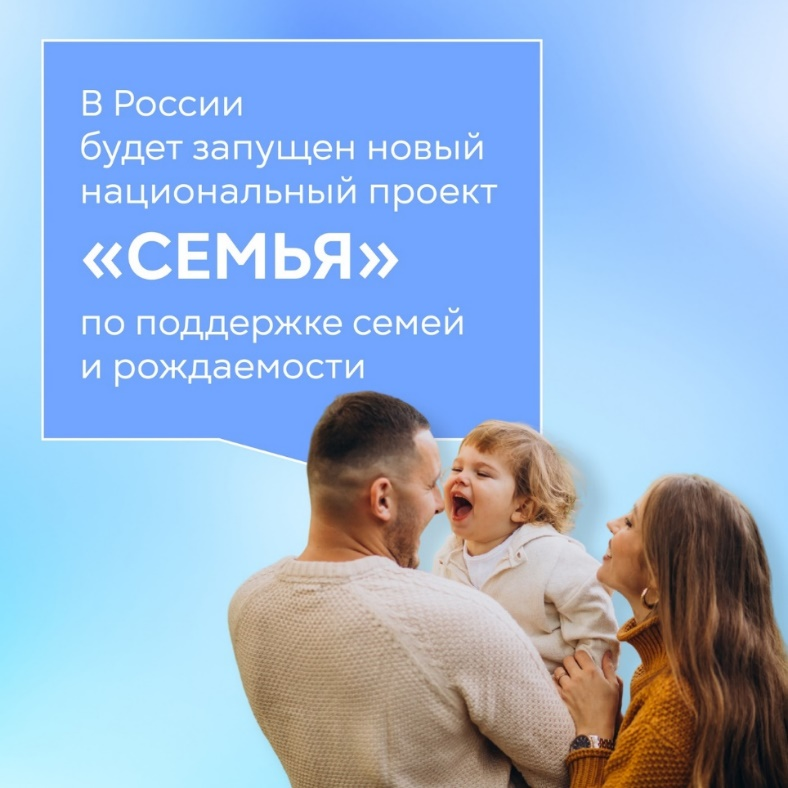 В России
будет запущен новый
национальный проект
«СЕМЬЯ»
по поддержке семей
и рождаемости